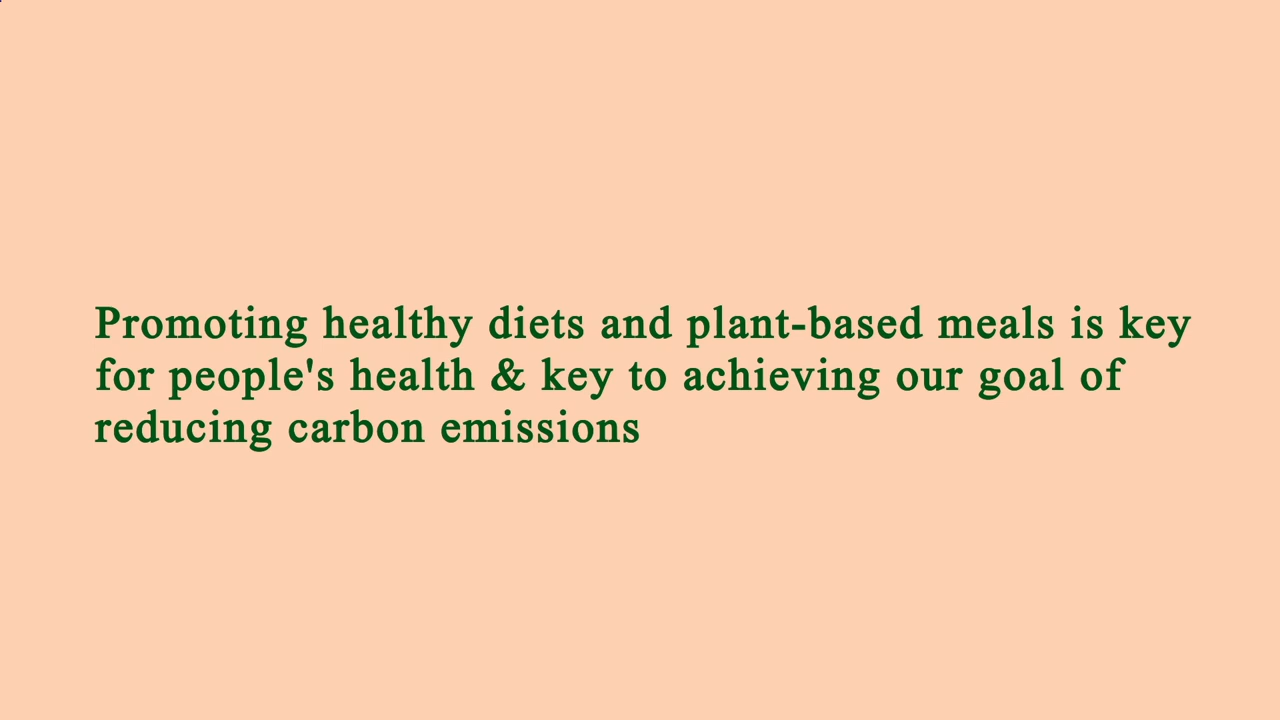 Promoting healthy diets and plant-based meals is key
for people's health & key to achieving our goal of
reducing carbon emissions